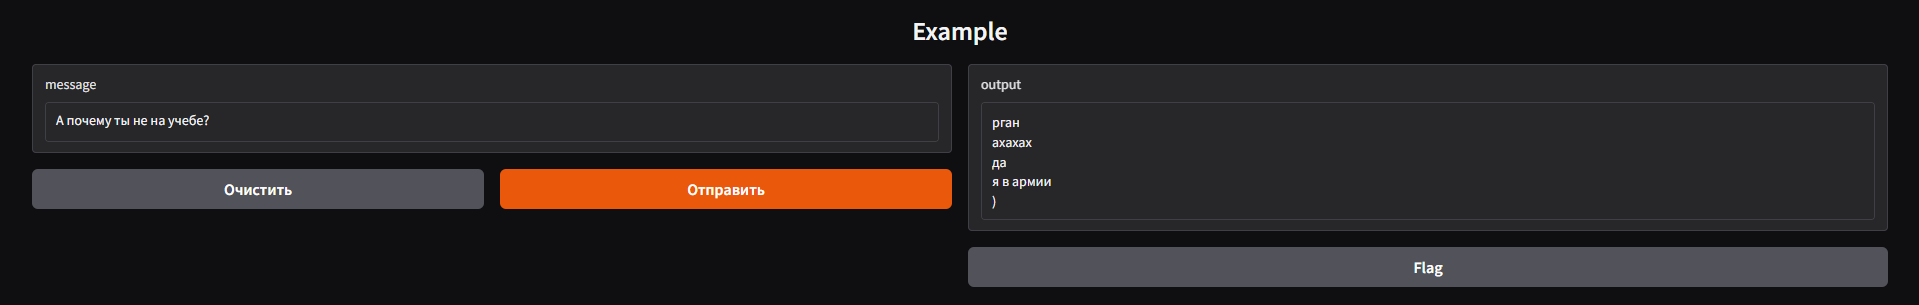 Example
message
А почему ты не на учебе?
Очистить
Отправить
output
рган
ахахах
да
я в армии
)
Flag